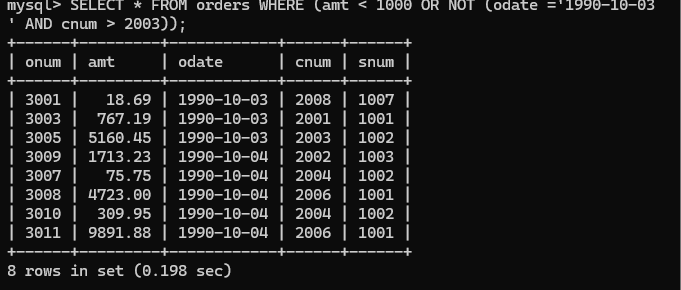 mysql> SELECT * FROM orders WHERE (amt < 1000 OR NOT (odate ='1990-10-03
' AND cnum > 2003));
+------+---------+------------+------+------+
| onum | amt     | odate      | cnum | snum |
+------+---------+------------+------+------+
| 3001 |   18.69 | 1990-10-03 | 2008 | 1007 |
| 3003 |  767.19 | 1990-10-03 | 2001 | 1001 |
| 3005 | 5160.45 | 1990-10-03 | 2003 | 1002 |
| 3009 | 1713.23 | 1990-10-04 | 2002 | 1003 |
| 3007 |   75.75 | 1990-10-04 | 2004 | 1002 |
| 3008 | 4723.00 | 1990-10-04 | 2006 | 1001 |
| 3010 |  309.95 | 1990-10-04 | 2004 | 1002 |
| 3011 | 9891.88 | 1990-10-04 | 2006 | 1001 |
+------+---------+------------+------+------+
8 rows in set (0.198 sec)